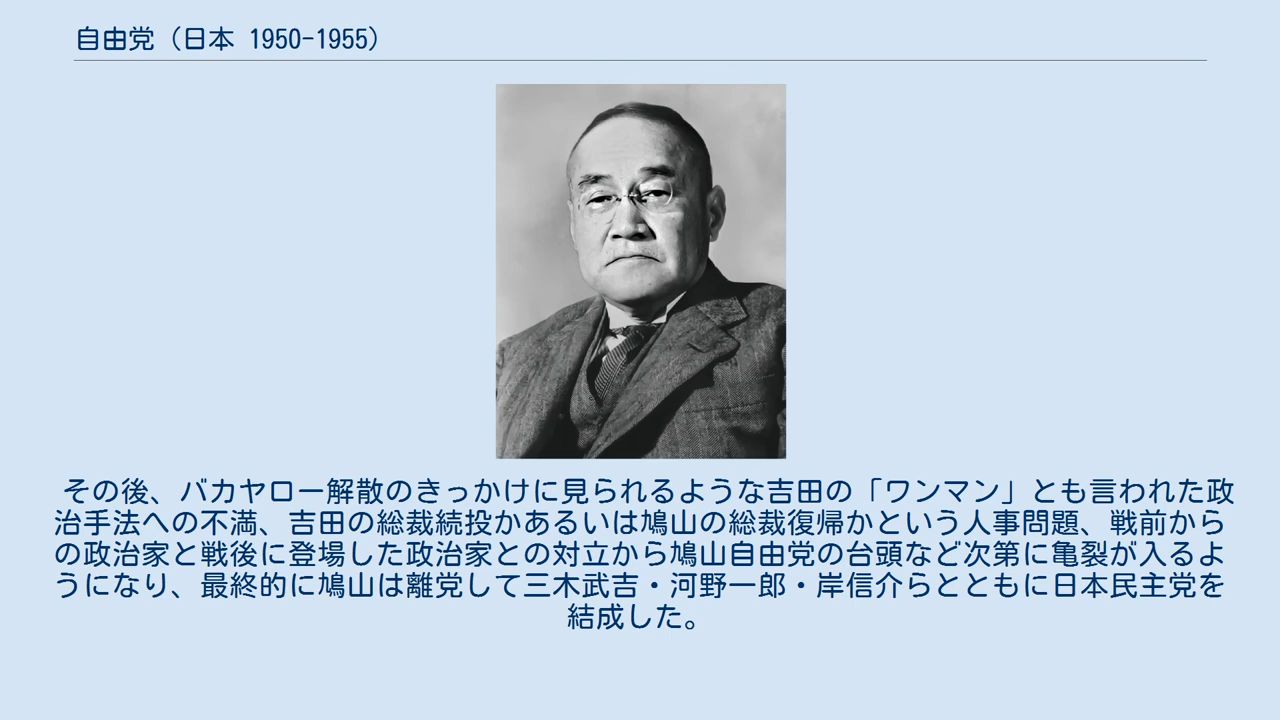 自由党（日本 1950-1955）
その後、バカヤロー解散のきっかけに見られるような吉田の「ワンマン」とも言われた政
治手法への不満、吉田の総裁続投かあるいは鳩山の総裁復帰かという人事問題、戦前から
の政治家と戦後に登場した政治家との対立から鳩山自由党の台頭など次第に亀裂が入るよ
うになり、最終的に鳩山は離党して三木武吉・河野一郎・岸信介らとともに日本民主党を
結成した。